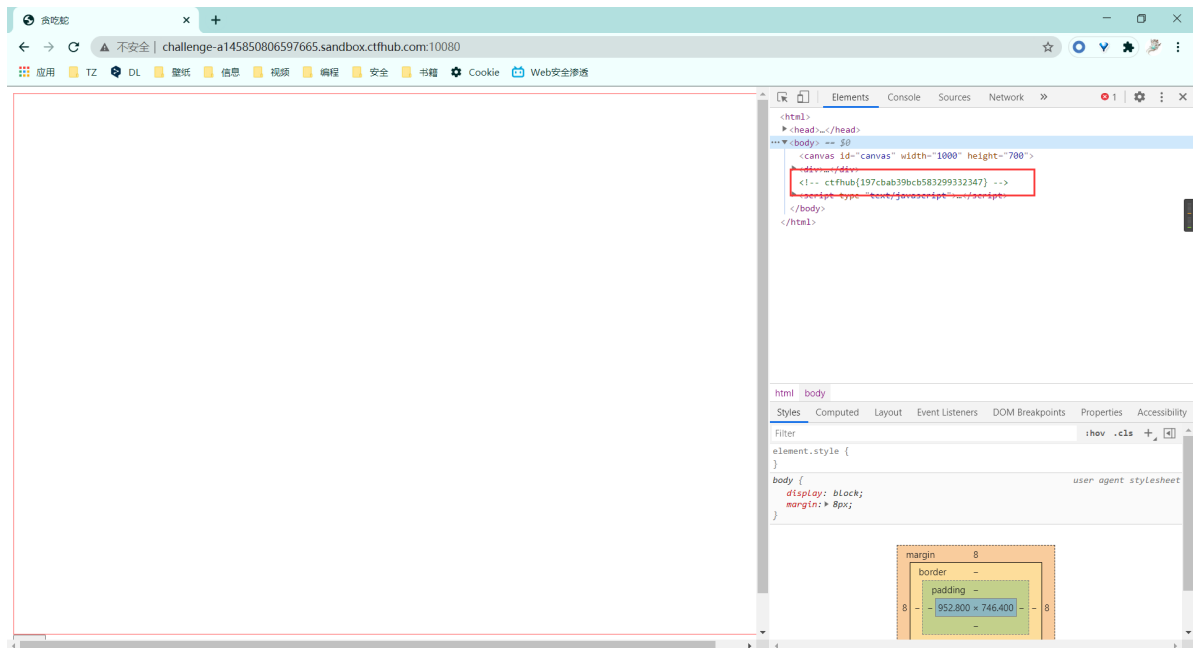 贪吃蛇
不安全 | challenge-a145850806597665.sandbox.ctfhub.com:10080
应用 TZ DL 壁纸 信息 视频 编程 安全 书籍 Cookie Web安全渗透
Elements Console Sources Network » 1
<html>
<head>…</head>
<body> == $0
<canvas id="canvas" width="1000" height="700">
<div>…</div>
<!-- ctfhub{197cbab39bcb583299332347} -->
<script type="text/javascript">…</script>
</body>
</html>
html body
Styles Computed Layout Event Listeners DOM Breakpoints Properties Accessibility
Filter :hov .cls +
element.style {
}
body { user agent stylesheet
display: block;
margin: 8px;
}
margin 8
border –
padding –
8 – – 952.800 × 746.400 – – 8
–